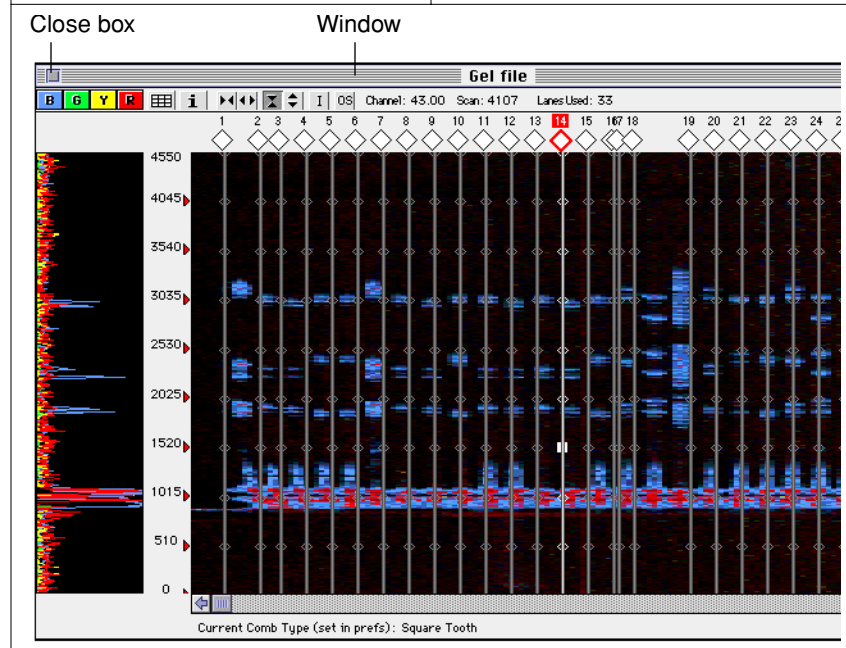 Close box
Window
Gel file
B G Y R i I OS Channel: 43.00 Scan: 4107 Lanes Used: 33
1 2 3 4 5 6 7 8 9 10 11 12 13 14 15 16 17 18 19 20 21 22 23 24
4550
4045
3540
3035
2530
2025
1520
1015
510
0
Current Comb Type (set in prefs): Square Tooth